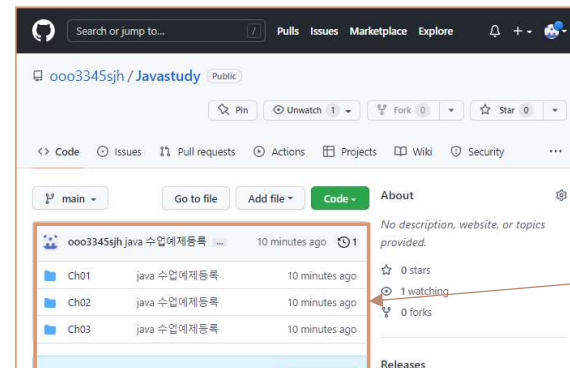 Search or jump to... / Pulls Issues Marketplace Explore
ooo3345sjh / Javastudy Public
Pin Unwatch 1 Fork 0 Star 0
<> Code Issues Pull requests Actions Projects Wiki Security ...
main Go to file Add file Code About
No description, website, or topics provided.
ooo3345sjh java 수업예제등록 ... 10 minutes ago 1
0 stars
Ch01 java 수업예제등록 10 minutes ago
1 watching
Ch02 java 수업예제등록 10 minutes ago
0 forks
Ch03 java 수업예제등록 10 minutes ago
Releases